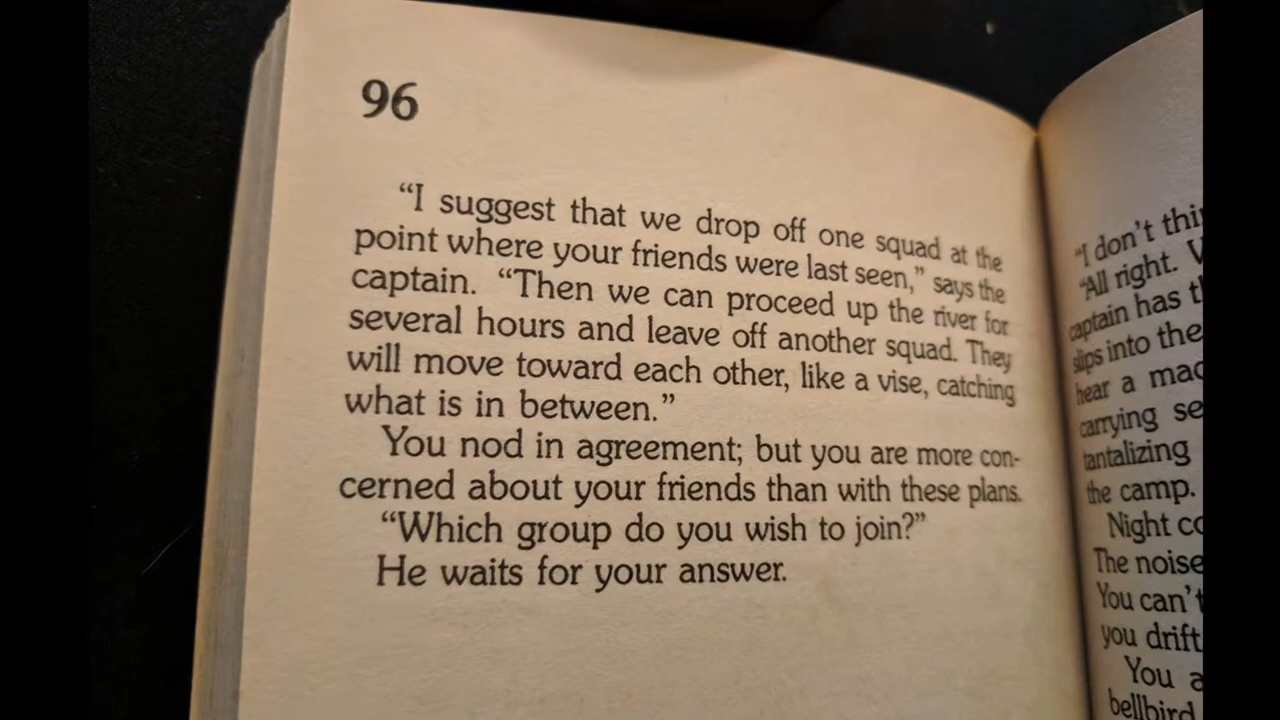 96
“I suggest that we drop off one squad at the
point where your friends were last seen,” says the
captain. “Then we can proceed up the river for
several hours and leave off another squad. They
will move toward each other, like a vise, catching
what is in between.”
You nod in agreement; but you are more con-
cerned about your friends than with these plans.
“Which group do you wish to join?”
He waits for your answer.
“I don’t
“All right.
captain has
slips into the
hear a
carrying
tantalizing
the camp.
Night
The noise
You can’t
you drift
You
bellbird